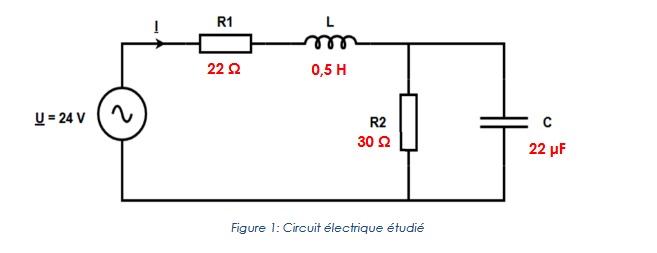 I
R1
L
22 Ω
0,5 H
U = 24 V
R2
30 Ω
C
22 µF
Figure 1: Circuit électrique étudié